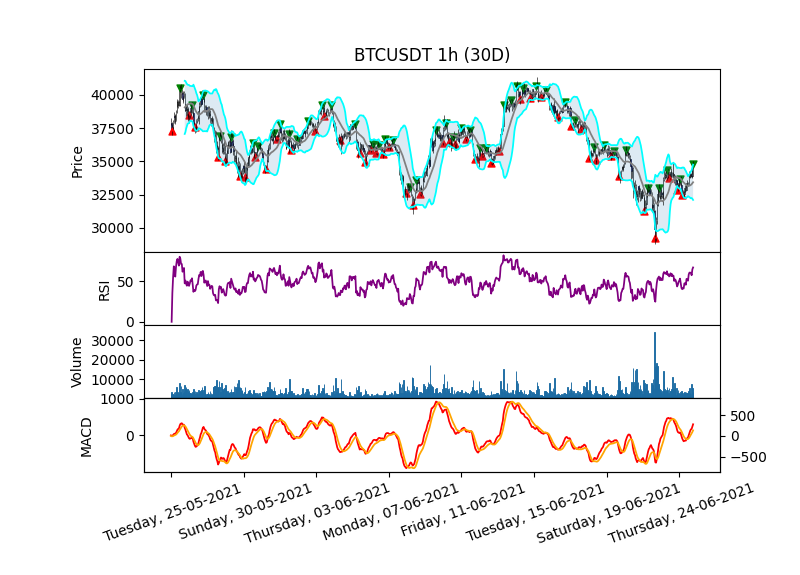 BTCUSDT 1h (30D)
40000
37500
35000
32500
30000
Price
50
0
RSI
30000
20000
10000
Volume
1000
0
MACD
500
0
−500
Tuesday, 25-05-2021
Sunday, 30-05-2021
Thursday, 03-06-2021
Monday, 07-06-2021
Friday, 11-06-2021
Tuesday, 15-06-2021
Saturday, 19-06-2021
Thursday, 24-06-2021